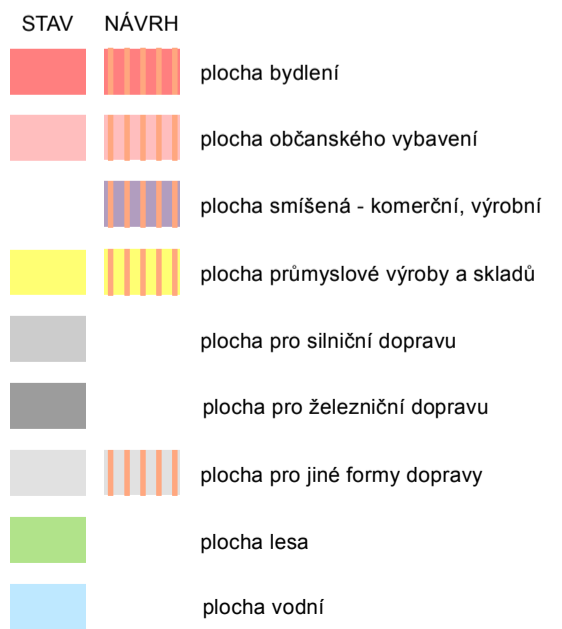 STAV NÁVRH
plocha bydlení
plocha občanského vybavení
plocha smíšená - komerční, výrobní
plocha průmyslové výroby a skladů
plocha pro silniční dopravu
plocha pro železniční dopravu
plocha pro jiné formy dopravy
plocha lesa
plocha vodní